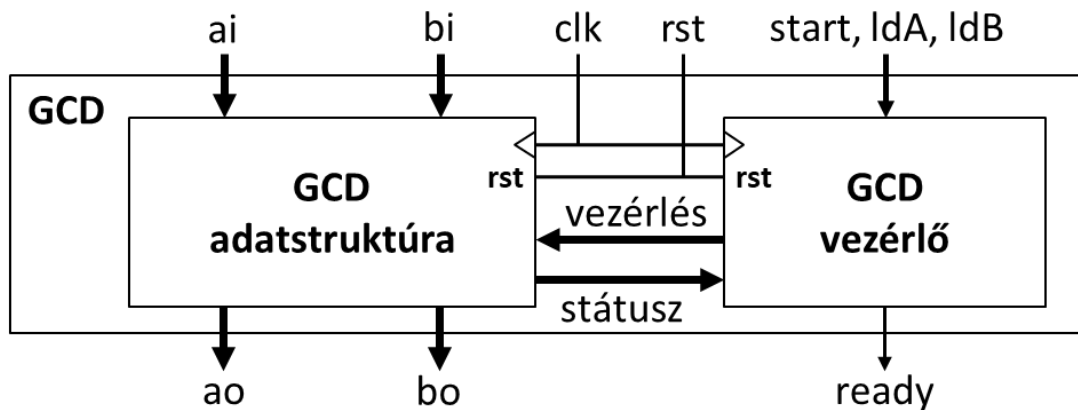 ai
bi
clk
rst
start, ldA, ldB
GCD
GCD
adatstruktúra
rst
rst
GCD
vezérlő
vezérlés
státusz
ao
bo
ready